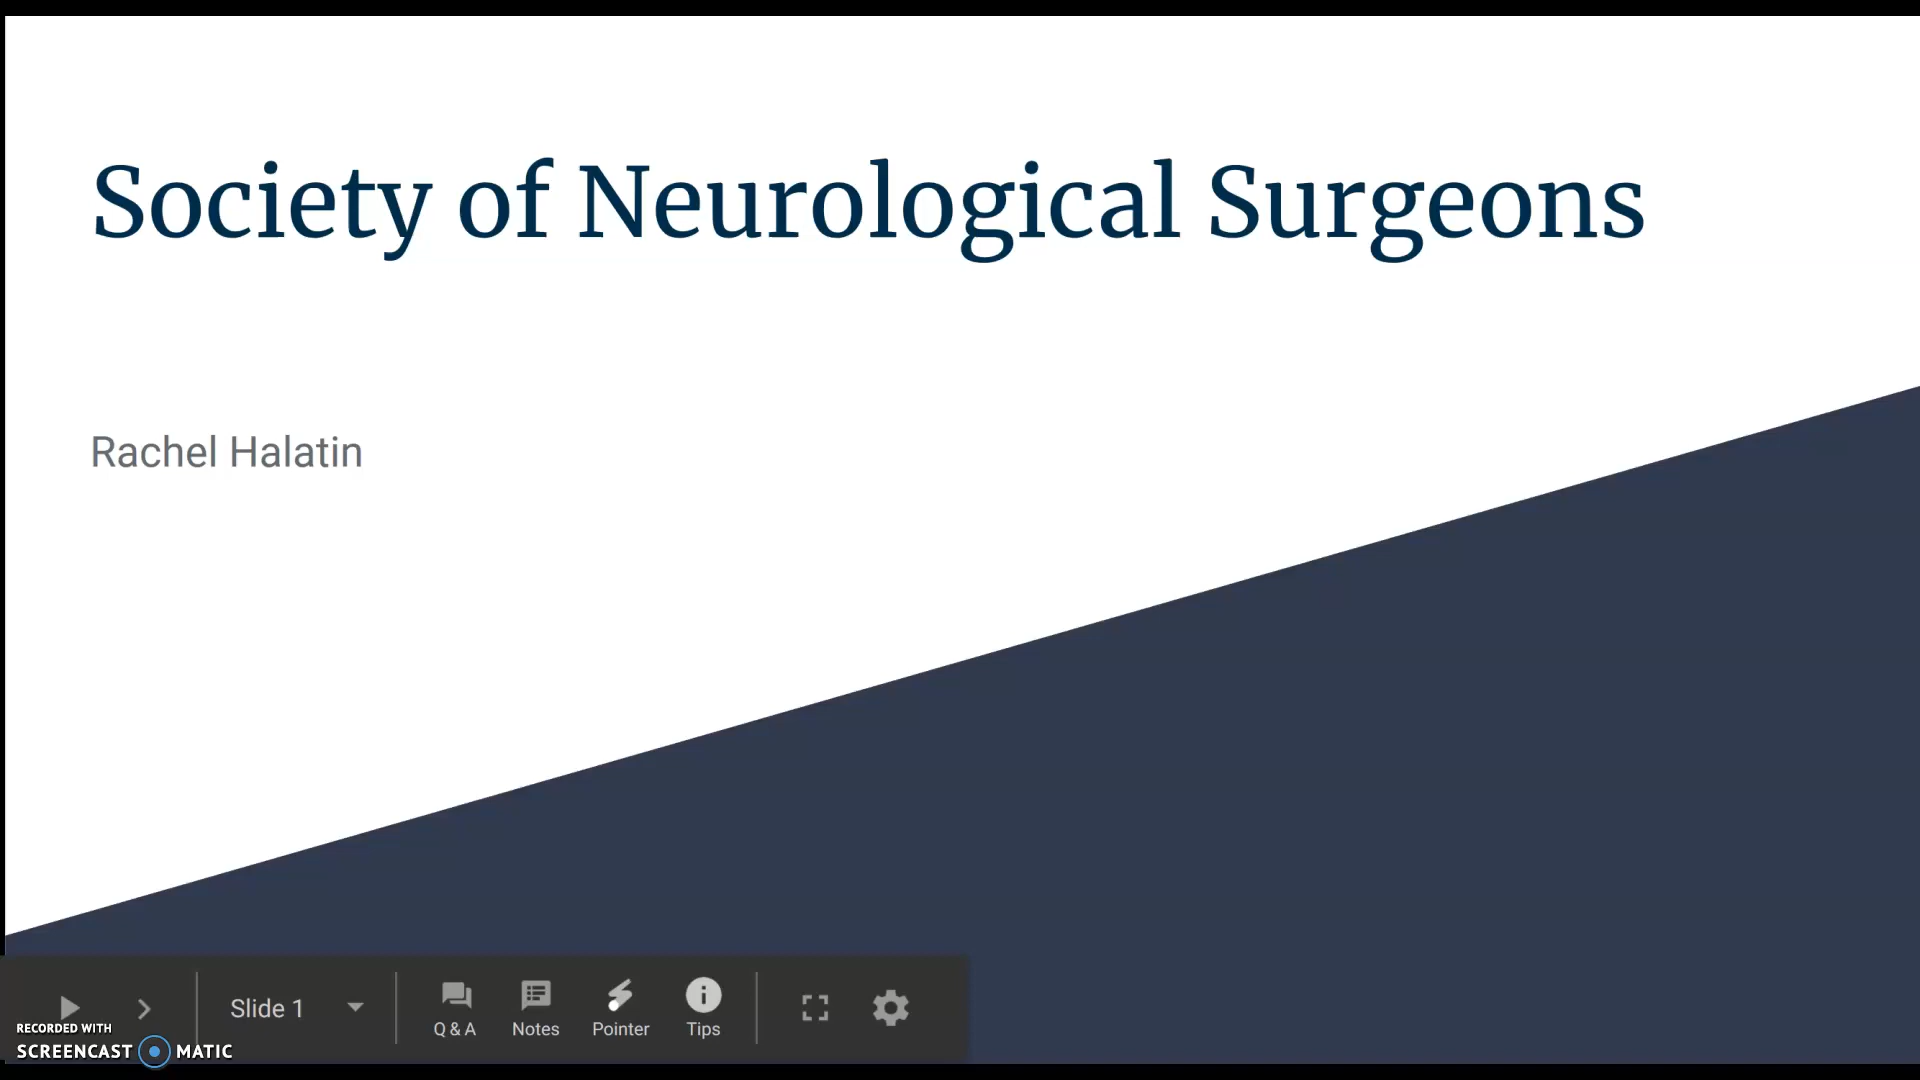 Society of Neurological Surgeons
Rachel Halatin
Slide 1
Q & A
Notes
Pointer
Tips
RECORDED WITH
SCREENCAST MATIC